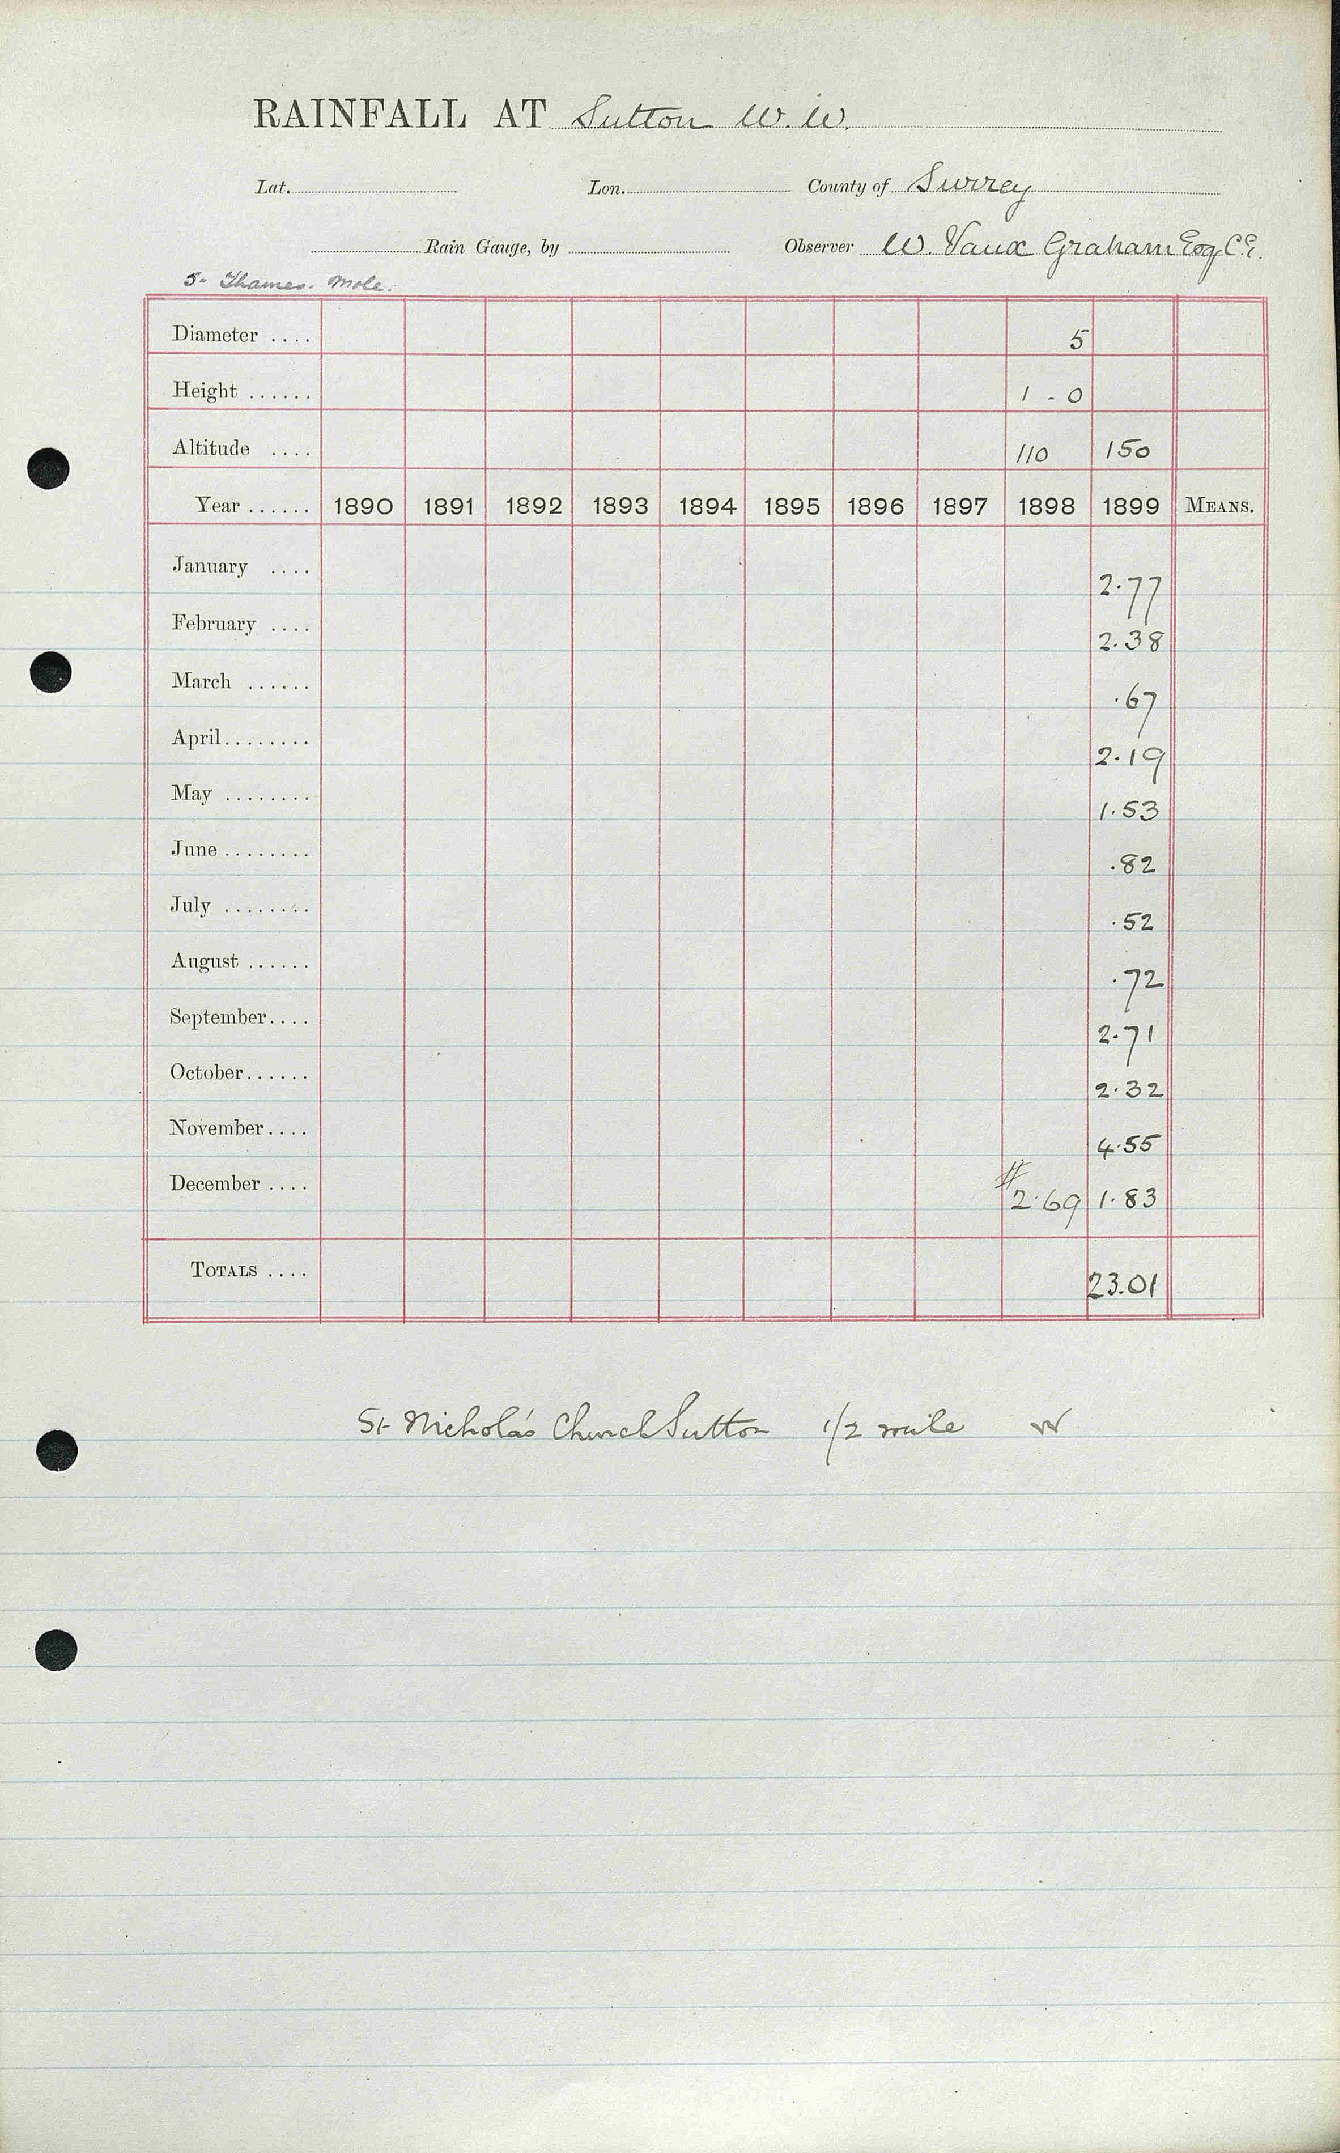 RAINFALL AT Sutton W.W.
Lat. Lon. County of Surrey
Rain Gauge, by Observer W. Vaux Graham Esq C.E.
5- Thames. Mole.
Diameter .... 5
Height ...... 1 - 0
Altitude .... 110 150
Year ...... 1890 1891 1892 1893 1894 1895 1896 1897 1898 1899 MEANS.
January .... 2.77
February .... 2.38
March ...... .67
April........ 2.19
May ........ 1.53
June ........ .82
July ........ .52
August ...... .72
September.... 2.71
October...... 2.32
November.... 4.55
December .... # 2.69 1.83
TOTALS .... 23.01
St Nicholas Church Sutton 1/2 mile W